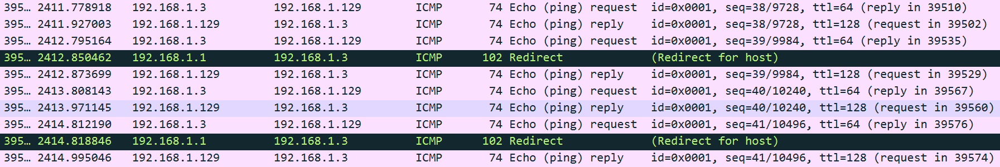 395… 2411.778918 192.168.1.3 192.168.1.129 ICMP 74 Echo (ping) request id=0x0001, seq=38/9728, ttl=64 (reply in 39510)
395… 2411.927003 192.168.1.129 192.168.1.3 ICMP 74 Echo (ping) reply id=0x0001, seq=38/9728, ttl=128 (request in 39502)
395… 2412.795164 192.168.1.3 192.168.1.129 ICMP 74 Echo (ping) request id=0x0001, seq=39/9984, ttl=64 (reply in 39535)
395… 2412.850462 192.168.1.1 192.168.1.3 ICMP 102 Redirect (Redirect for host)
395… 2412.873699 192.168.1.129 192.168.1.3 ICMP 74 Echo (ping) reply id=0x0001, seq=39/9984, ttl=128 (request in 39529)
395… 2413.808143 192.168.1.3 192.168.1.129 ICMP 74 Echo (ping) request id=0x0001, seq=40/10240, ttl=64 (reply in 39567)
395… 2413.971145 192.168.1.129 192.168.1.3 ICMP 74 Echo (ping) reply id=0x0001, seq=40/10240, ttl=128 (request in 39560)
395… 2414.812190 192.168.1.3 192.168.1.129 ICMP 74 Echo (ping) request id=0x0001, seq=41/10496, ttl=64 (reply in 39576)
395… 2414.818846 192.168.1.1 192.168.1.3 ICMP 102 Redirect (Redirect for host)
395… 2414.995046 192.168.1.129 192.168.1.3 ICMP 74 Echo (ping) reply id=0x0001, seq=41/10496, ttl=128 (request in 39574)